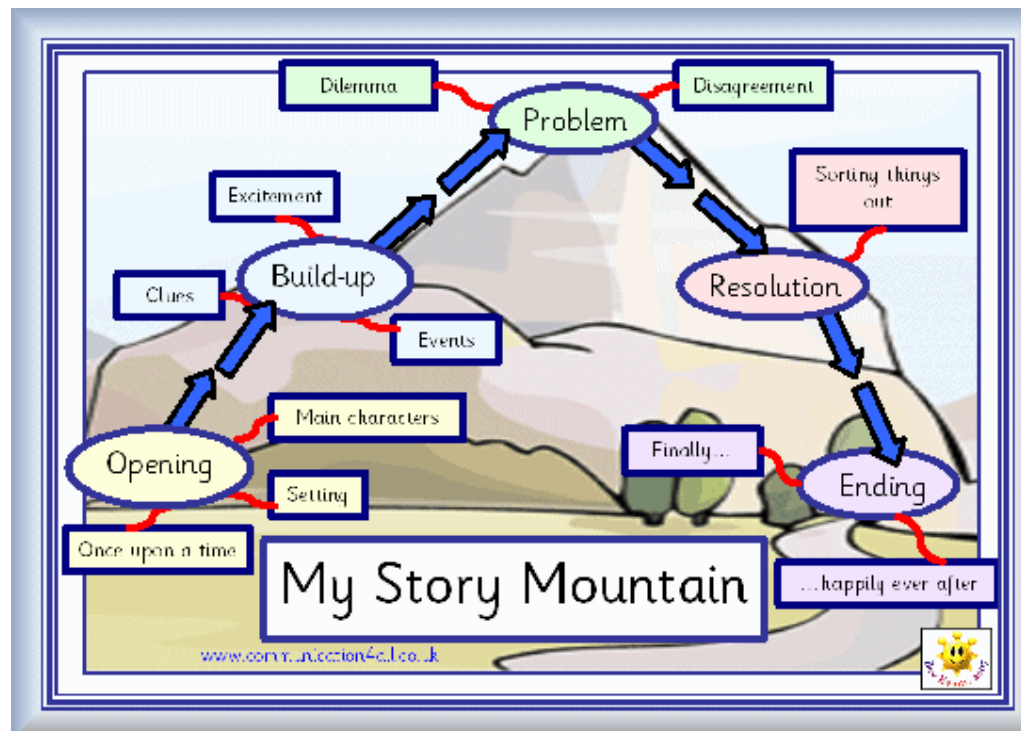 Dilemma
Disagreement
Problem
Excitement
Sorting things
out
Build-up
Clues
Resolution
Events
Main characters
Opening
Finally...
Setting
Ending
Once upon a time
...happily ever after
My Story Mountain
www.communication4all.co.uk